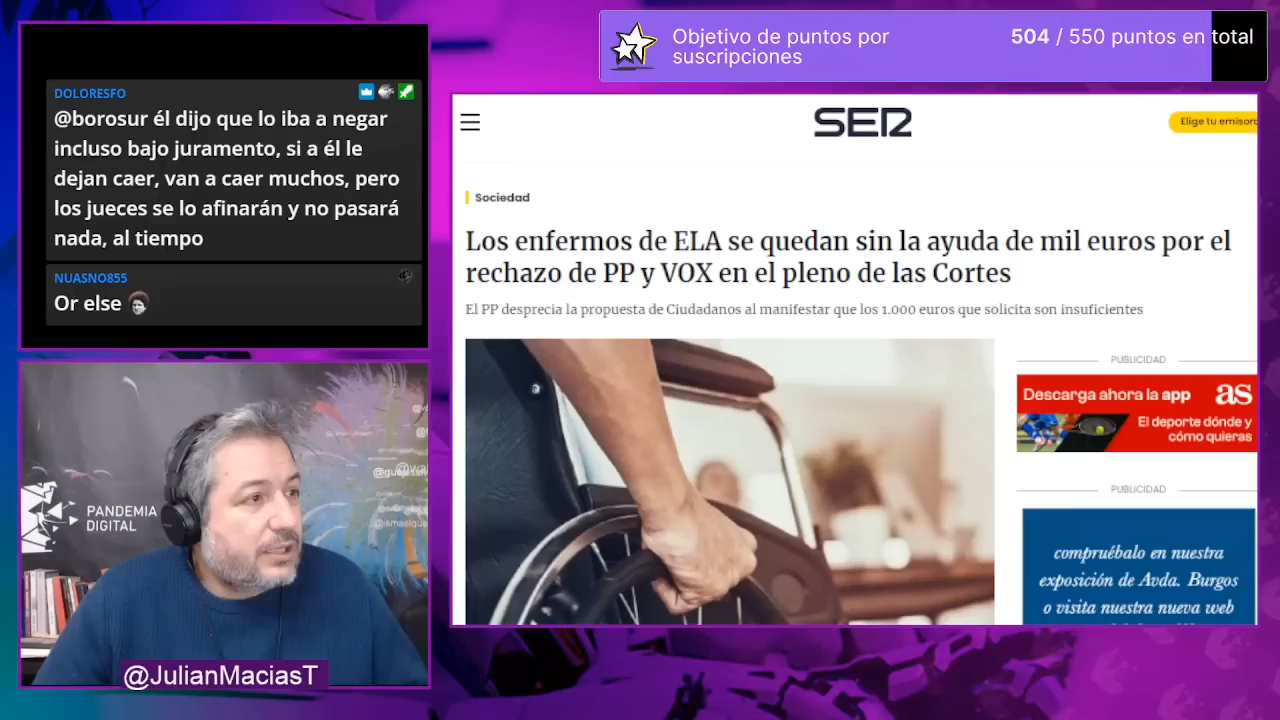 Objetivo de puntos por
suscripciones
504 / 550 puntos en total
DOLORESFO
@borosur él dijo que lo iba a negar
incluso bajo juramento, si a él le
dejan caer, van a caer muchos, pero
los jueces se lo afinarán y no pasará
nada, al tiempo
NUASNO855
Or else
PANDEMIA
DIGITAL
@JulianMaciasT
SER
Elige tu emisora
Sociedad
Los enfermos de ELA se quedan sin la ayuda de mil euros por el
rechazo de PP y VOX en el pleno de las Cortes
El PP desprecia la propuesta de Ciudadanos al manifestar que los 1.000 euros que solicita son insuficientes
PUBLICIDAD
Descarga ahora la app
as
El deporte dónde y
cómo quieras
PUBLICIDAD
compruébalo en nuestra
exposición de Avda. Burgos
o visita nuestra nueva web